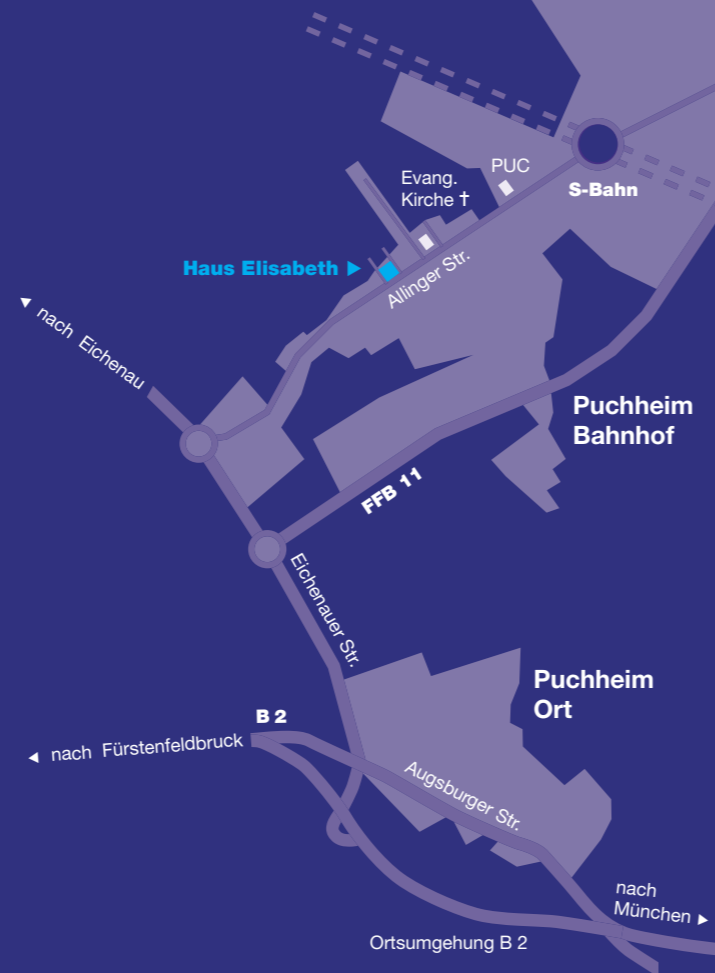 PUC
Evang.
Kirche ✝
S-Bahn
Haus Elisabeth ►
Allinger Str.
◄ nach Eichenau
Puchheim
Bahnhof
FFB 11
Eichenauer Str.
Puchheim
Ort
B 2
◄ nach Fürstenfeldbruck
Augsburger Str.
nach
München ►
Ortsumgehung B 2